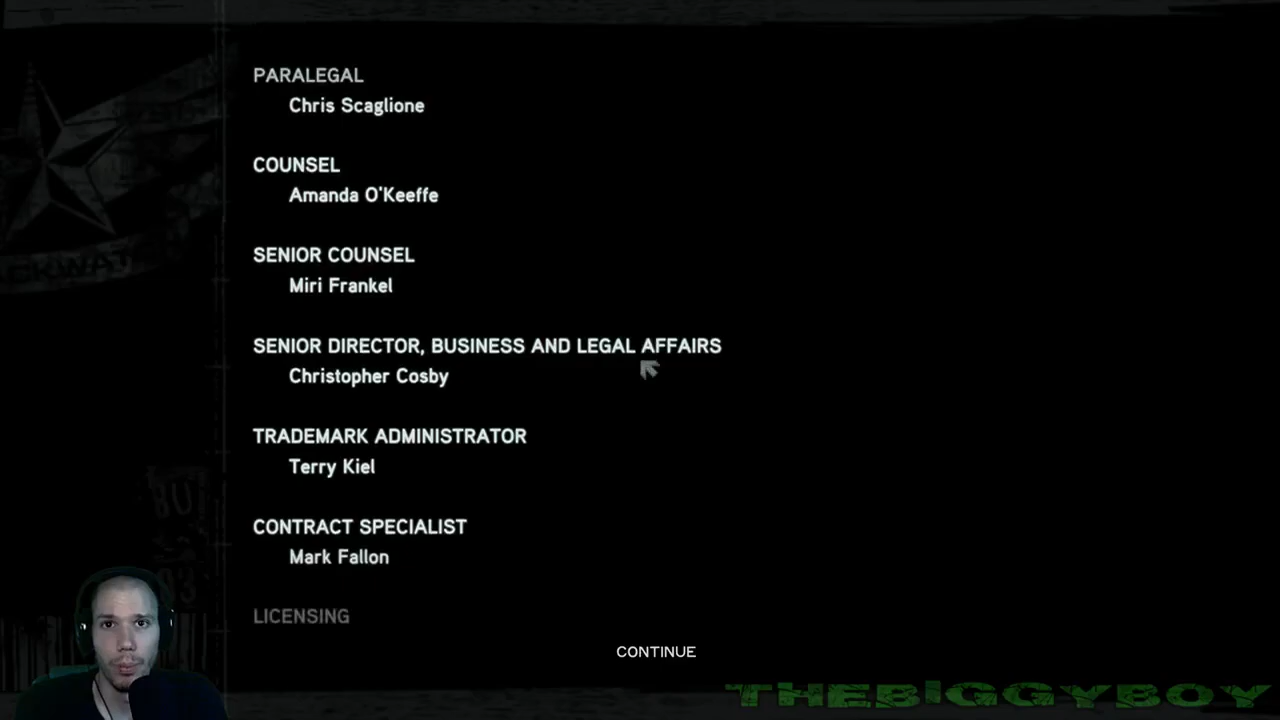 PARALEGAL
Chris Scaglione
COUNSEL
Amanda O'Keeffe
SENIOR COUNSEL
Miri Frankel
SENIOR DIRECTOR, BUSINESS AND LEGAL AFFAIRS
Christopher Cosby
TRADEMARK ADMINISTRATOR
Terry Kiel
CONTRACT SPECIALIST
Mark Fallon
LICENSING
CONTINUE
THEBIGGYBOY